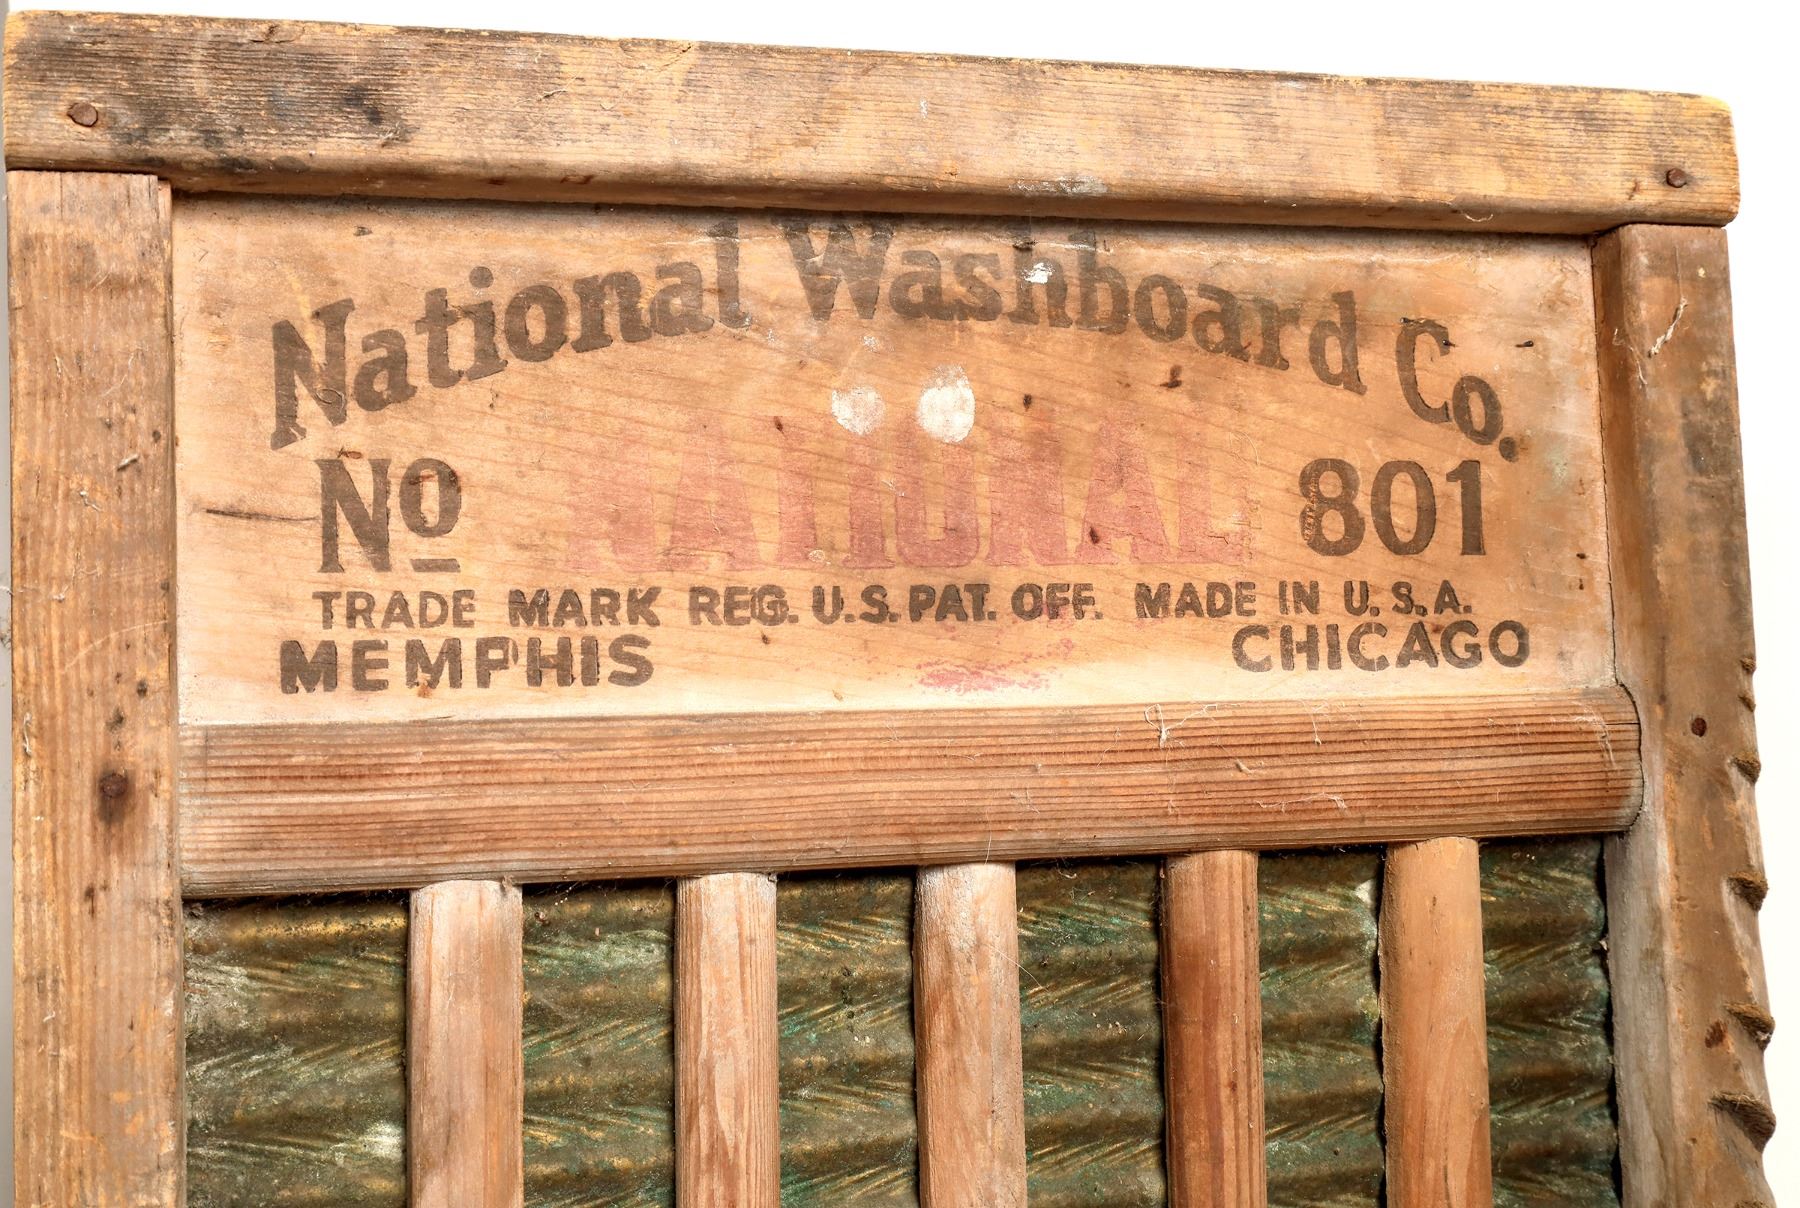 National Washboard Co.
No NATIONAL 801
TRADE MARK REG. U.S. PAT. OFF. MADE IN U.S.A.
MEMPHIS CHICAGO